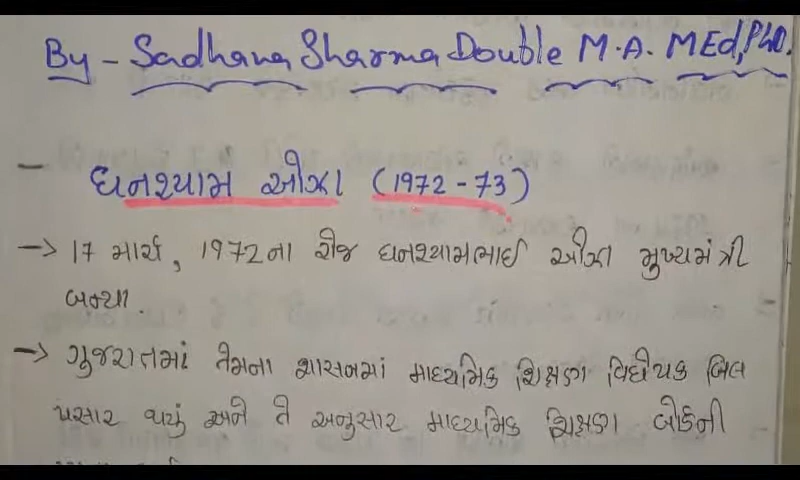 By - Sadhana Sharma Double M.A. MEd, PhD.
- ઘનશ્યામ ઓઝા (1972 - 73)
→ 17 માર્ચ, 1972ના રોજ ઘનશ્યામભાઈ ઓઝા મુખ્યમંત્રી
બન્યા
→ ગુજરાતમાં તેમના શાસનમાં માધ્યમિક શિક્ષણ વિધેયક બિલ
પસાર થયું અને તે અનુસાર માધ્યમિક શિક્ષણ બોર્ડની